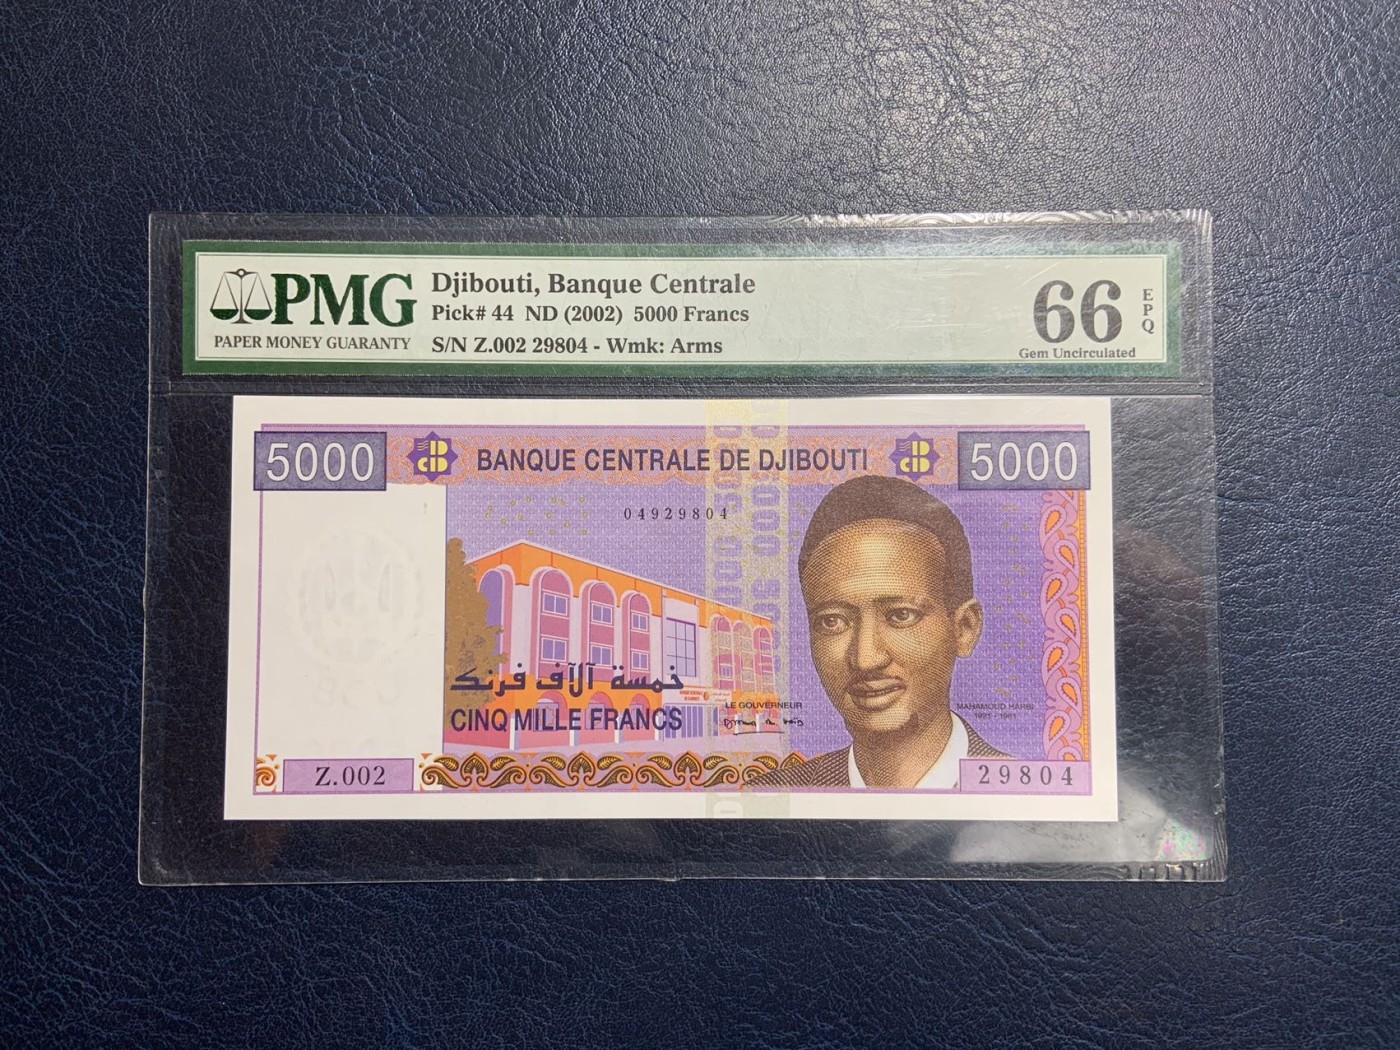 PMG
PAPER MONEY GUARANTY
Djibouti, Banque Centrale
Pick# 44 ND (2002) 5000 Francs
S/N Z.002 29804 - Wmk: Arms
66
EPQ
Gem Uncirculated
5000
BANQUE CENTRALE DE DJIBOUTI
5000
04929804
خمسة آلاف فرنك
CINQ MILLE FRANCS
LE GOUVERNEUR
MAHAMOUD HARBI
1921 - 1961
Z.002
29804